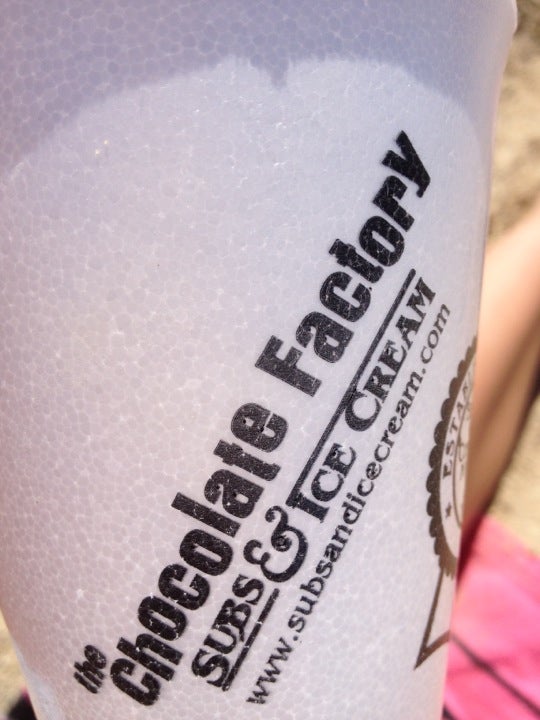 the
Chocolate Factory
SUBS & ICE CREAM
www.subsandicecream.com